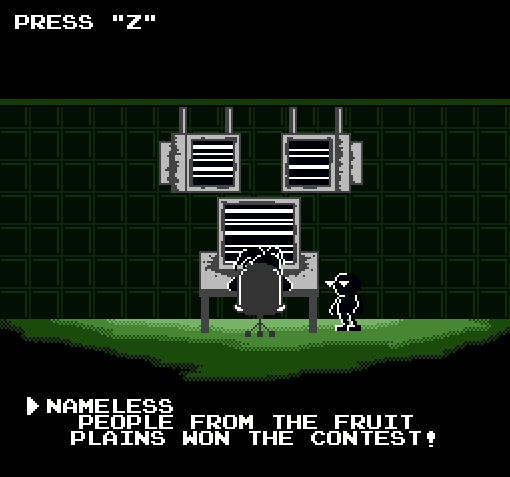 PRESS "Z"
NAMELESS
PEOPLE FROM THE FRUIT
PLAINS WON THE CONTEST!